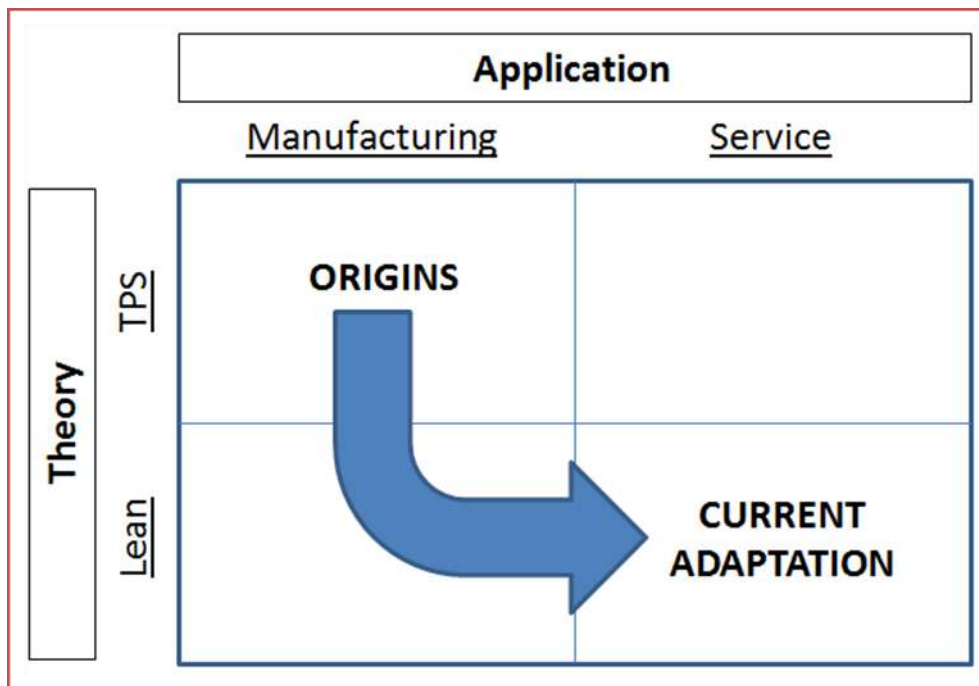 Application
Manufacturing
Service
Theory
TPS
ORIGINS
Lean
CURRENT
ADAPTATION